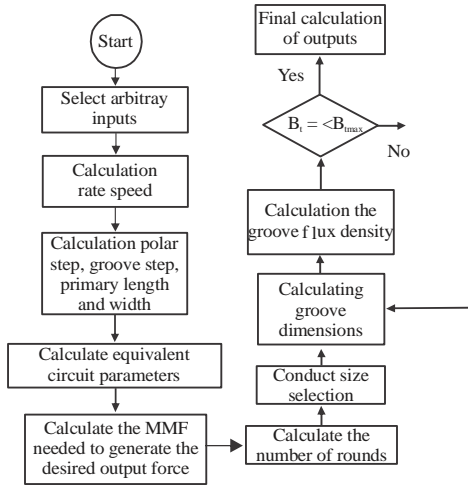 Start
Select arbitray
inputs
Calculation
rate speed
Calculation polar
step, groove step,
primary length
and width
Calculate equivalent
circuit parameters
Calculate the MMF
needed to generate the
desired output force
Calculate the
number of rounds
Conduct size
selection
Calculating
groove
dimensions
Calculation the
groove flux density
B_t = <B_tmax
No
Yes
Final calculation
of outputs